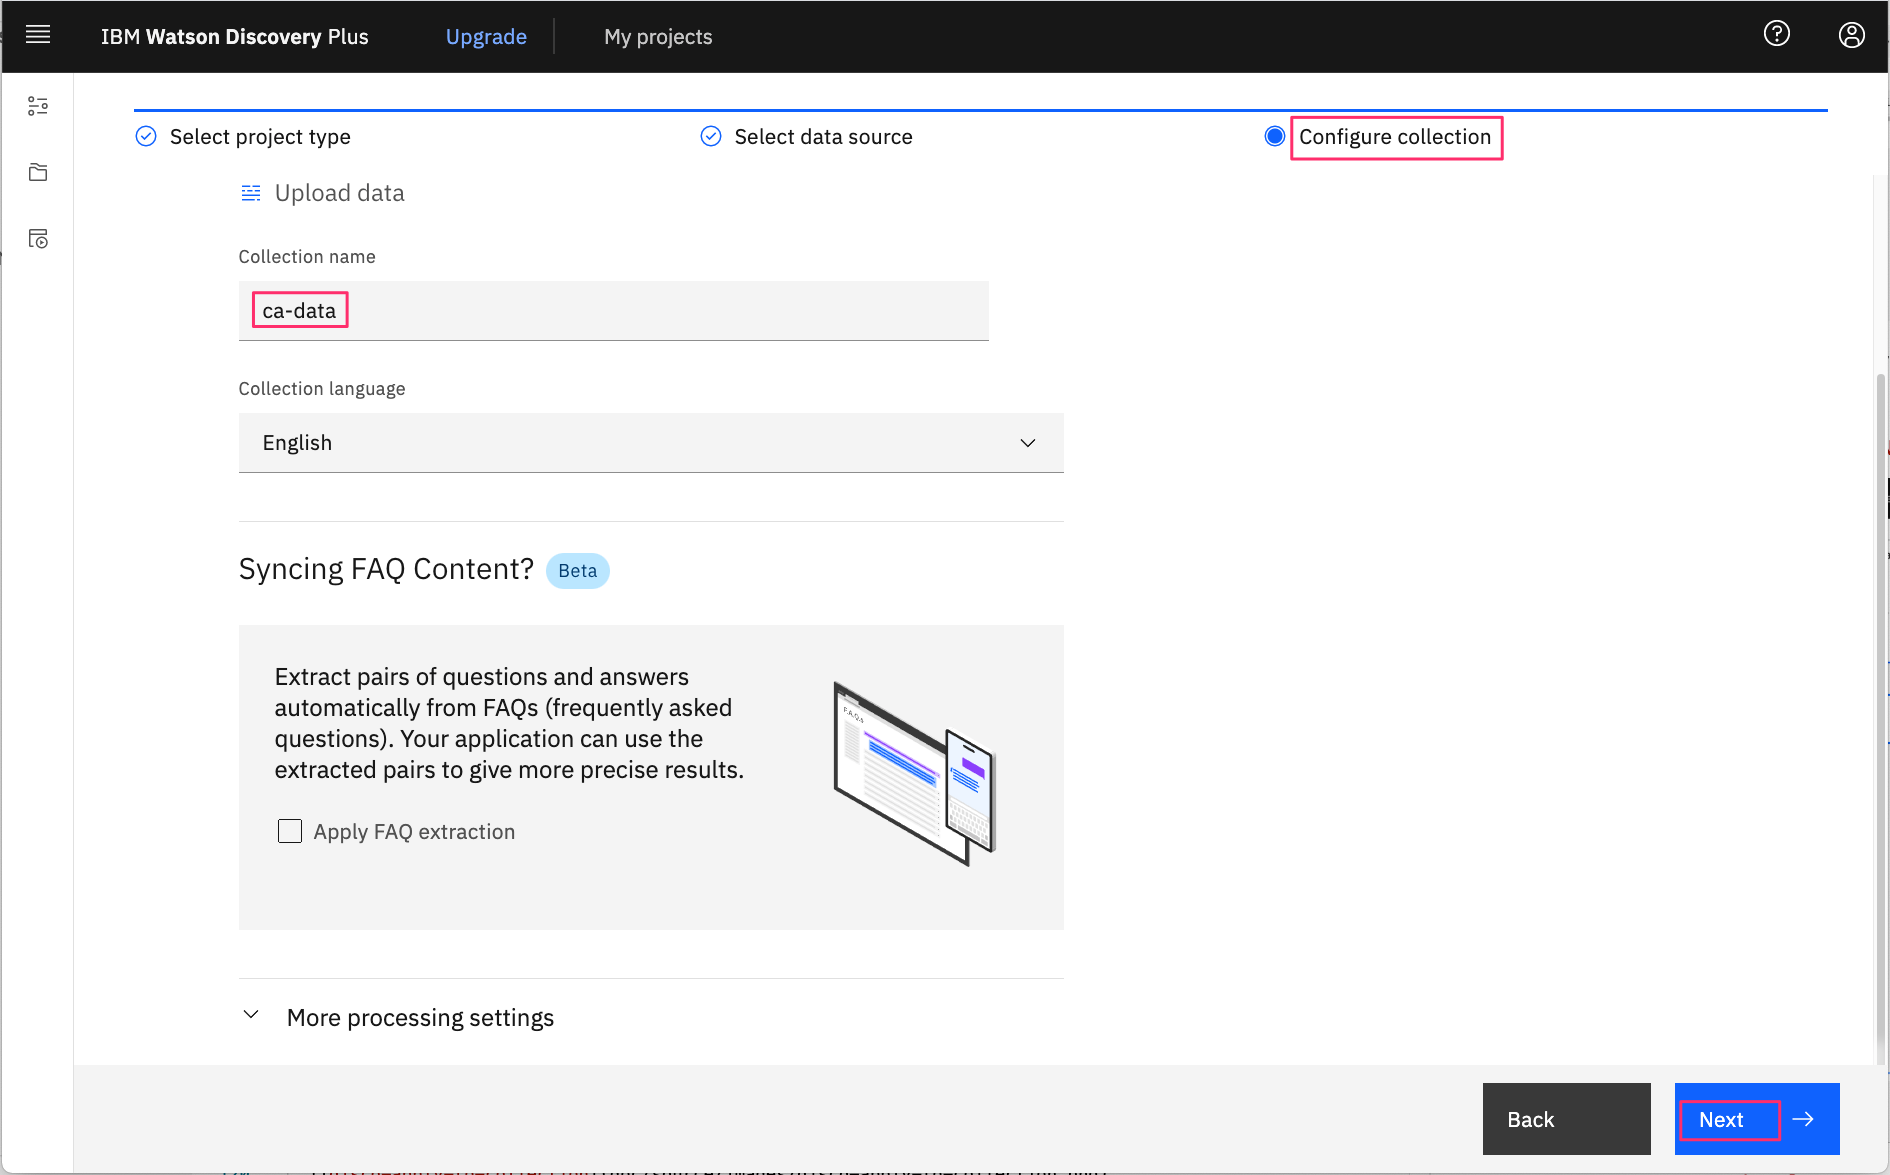 IBM Watson Discovery Plus
Upgrade
My projects
Select project type
Select data source
Configure collection
Upload data
Collection name
ca-data
Collection language
English
Syncing FAQ Content?
Beta
Extract pairs of questions and answers
automatically from FAQs (frequently asked
questions). Your application can use the
extracted pairs to give more precise results.
F.A.Q.s
Apply FAQ extraction
More processing settings
Back
Next